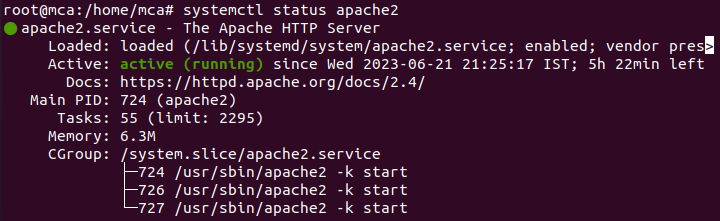 root@mca:/home/mca# systemctl status apache2
● apache2.service - The Apache HTTP Server
     Loaded: loaded (/lib/systemd/system/apache2.service; enabled; vendor pres>
     Active: active (running) since Wed 2023-06-21 21:25:17 IST; 5h 22min left
       Docs: https://httpd.apache.org/docs/2.4/
   Main PID: 724 (apache2)
      Tasks: 55 (limit: 2295)
     Memory: 6.3M
     CGroup: /system.slice/apache2.service
             ├─724 /usr/sbin/apache2 -k start
             ├─726 /usr/sbin/apache2 -k start
             └─727 /usr/sbin/apache2 -k start